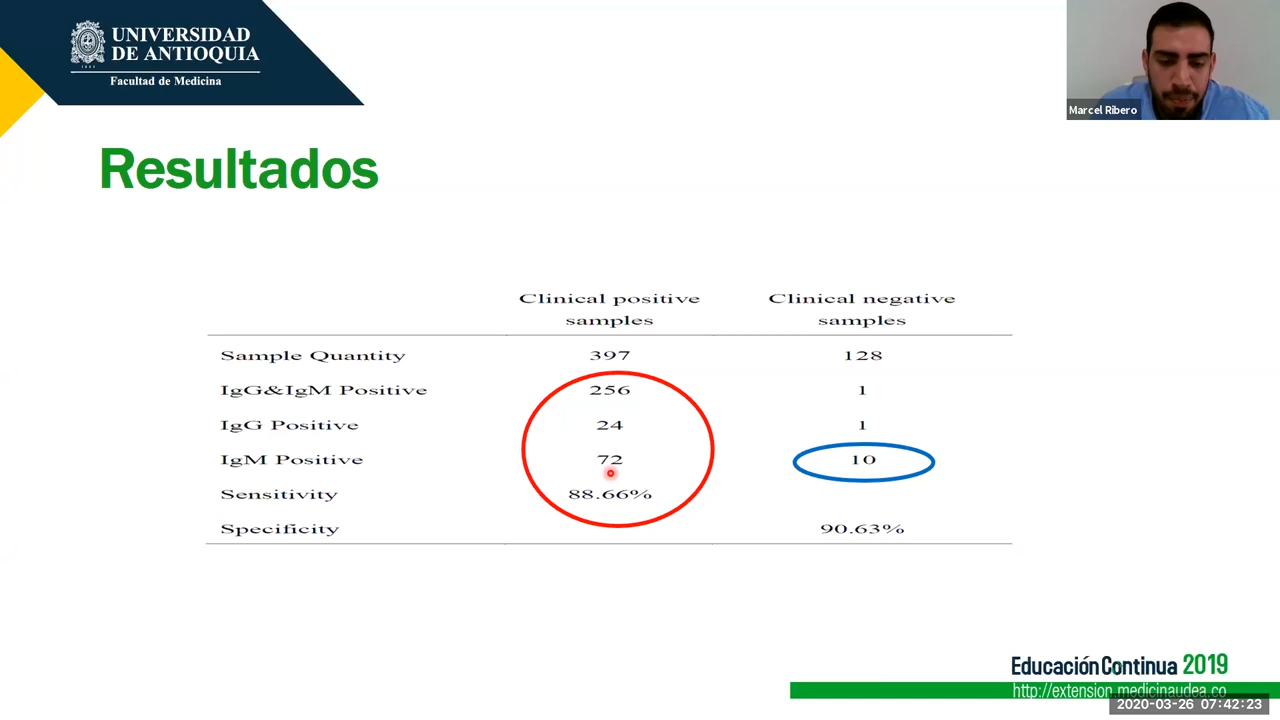 UNIVERSIDAD
DE ANTIOQUIA
Facultad de Medicina
Marcel Ribero
Resultados
Clinical positive samples
Clinical negative samples
Sample Quantity 397 128
IgG&IgM Positive 256 1
IgG Positive 24 1
IgM Positive 72 10
Sensitivity 88.66%
Specificity 90.63%
Educación Continua 2019
http://extension.medicinaudea.co
2020-03-26 07:42:23